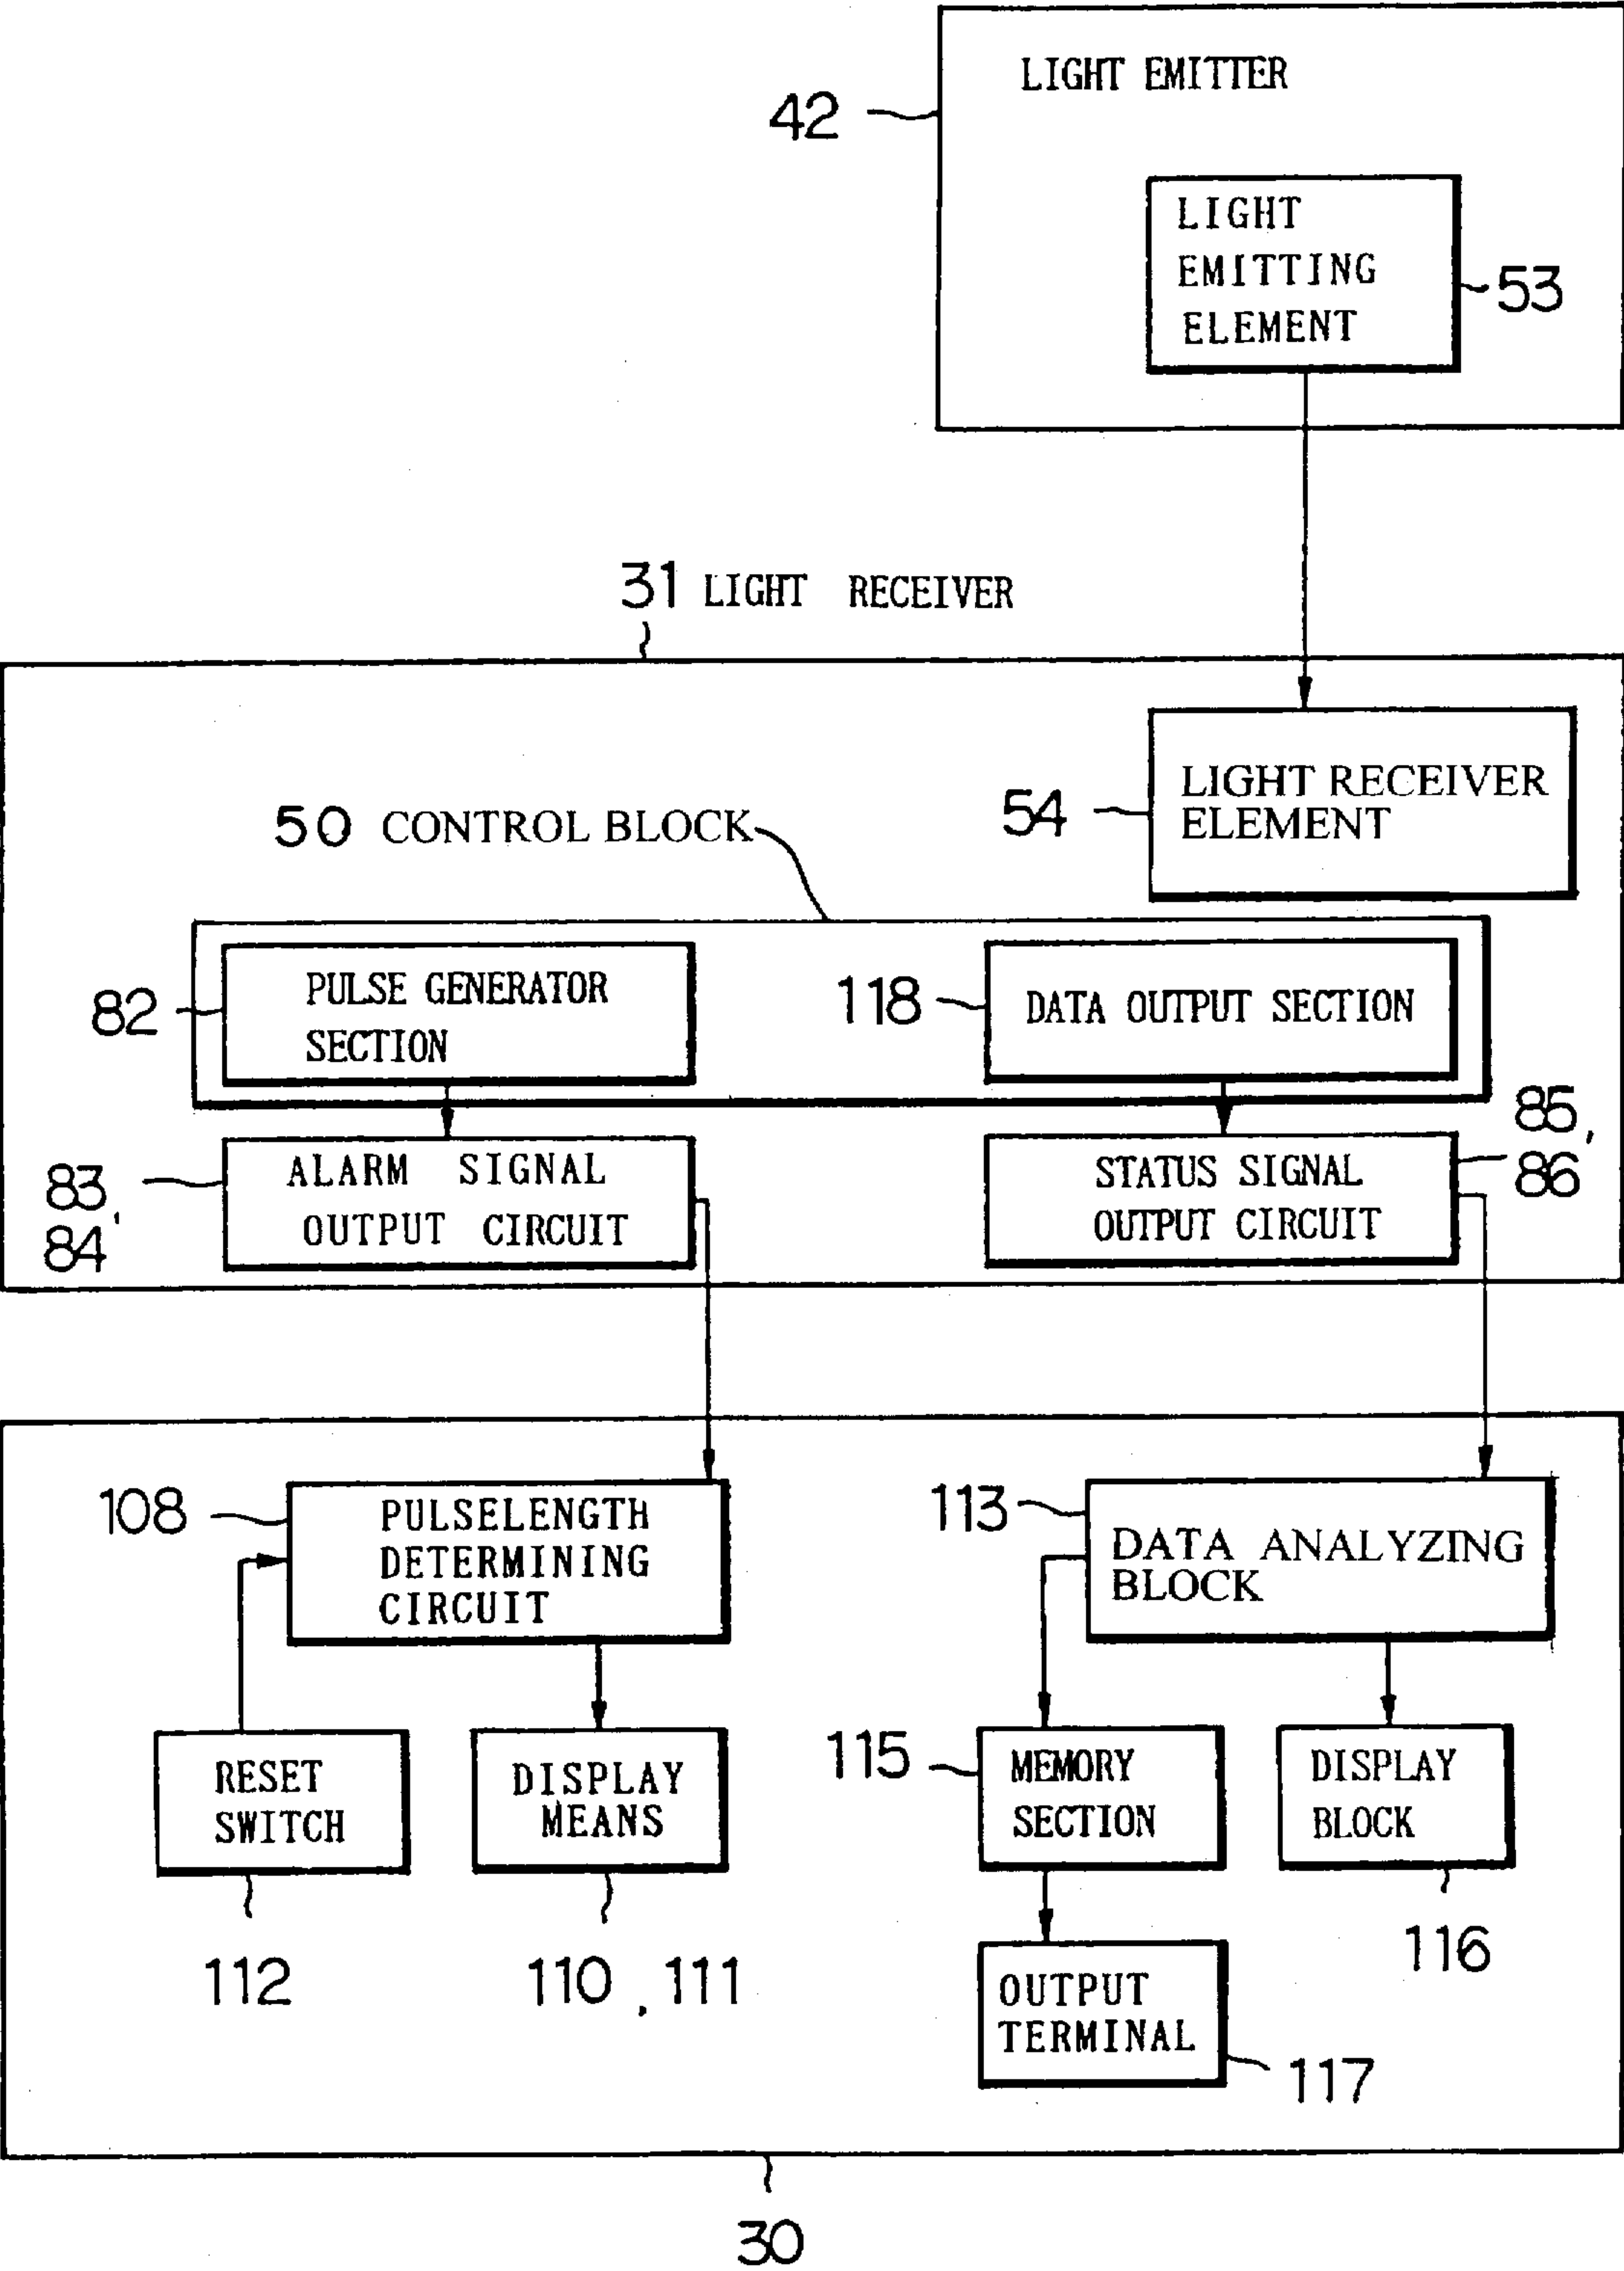 LIGHT EMITTER
42
LIGHT
EMITTING
ELEMENT
53
31 LIGHT RECEIVER
LIGHT RECEIVER
ELEMENT
54
50 CONTROL BLOCK
PULSE GENERATOR
SECTION
82
118
DATA OUTPUT SECTION
83,
84
ALARM SIGNAL
OUTPUT CIRCUIT
STATUS SIGNAL
OUTPUT CIRCUIT
85,
86
108
PULSELENGTH
DETERMINING
CIRCUIT
113
DATA ANALYZING
BLOCK
RESET
SWITCH
DISPLAY
MEANS
115
MEMORY
SECTION
DISPLAY
BLOCK
112
110, 111
116
OUTPUT
TERMINAL
117
30